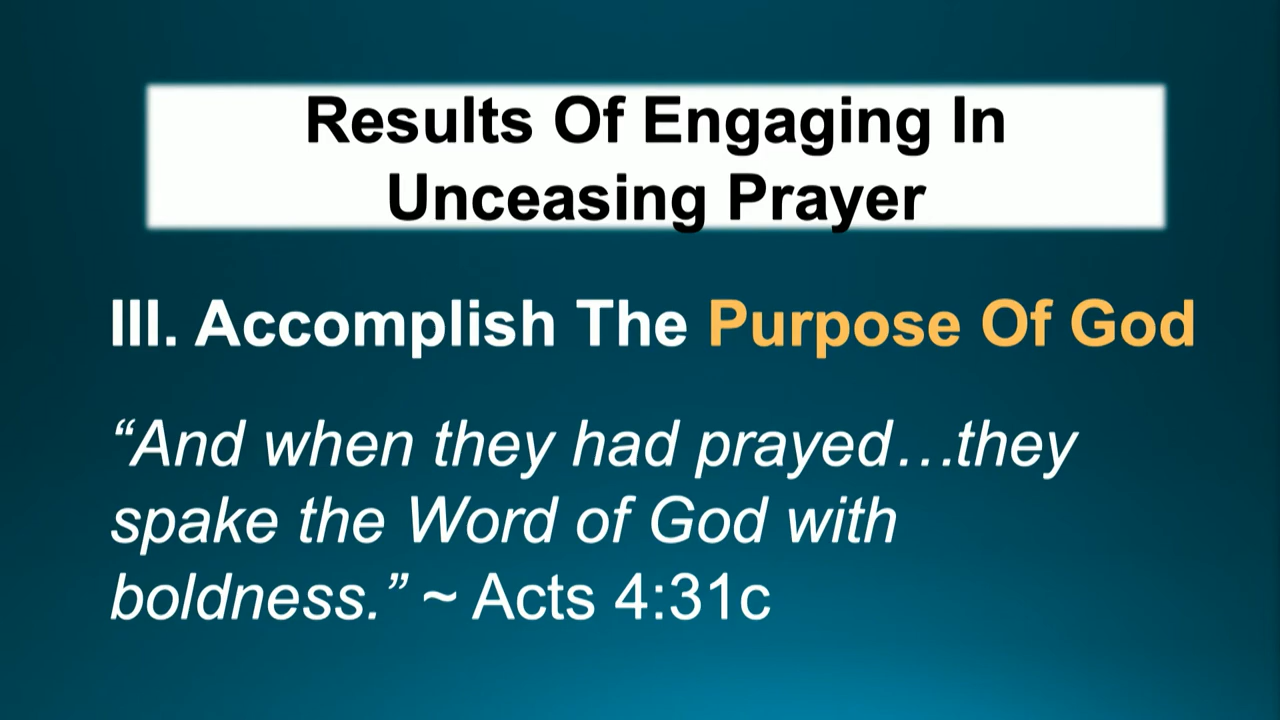 Results Of Engaging In
Unceasing Prayer
III. Accomplish The Purpose Of God
“And when they had prayed…they
spake the Word of God with
boldness.” ~ Acts 4:31c